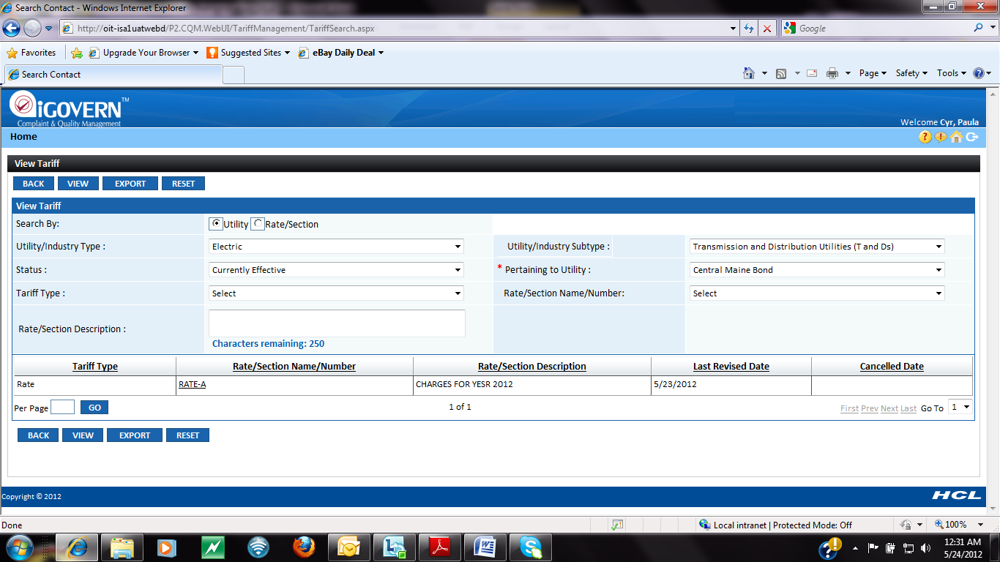 Search Contact - Windows Internet Explorer
http://oit-isa1uatwebd/P2.CQM.WebUI/TariffManagement/TariffSearch.aspx
Google
Favorites Upgrade Your Browser Suggested Sites eBay Daily Deal
Search Contact
Page Safety Tools
iGOVERN™
Complaint & Quality Management
Welcome Cyr, Paula
Home
View Tariff
BACK VIEW EXPORT RESET
View Tariff
Search By: Utility Rate/Section
Utility/Industry Type : Electric Utility/Industry Subtype : Transmission and Distribution Utilities (T and Ds)
Status : Currently Effective * Pertaining to Utility : Central Maine Bond
Tariff Type : Select Rate/Section Name/Number: Select
Rate/Section Description :
Characters remaining: 250
Tariff Type Rate/Section Name/Number Rate/Section Description Last Revised Date Cancelled Date
Rate RATE-A CHARGES FOR YESR 2012 5/23/2012
Per Page GO 1 of 1 First Prev Next Last Go To 1
BACK VIEW EXPORT RESET
Copyright © 2012 HCL
Done Local intranet | Protected Mode: Off 100%
12:31 AM
5/24/2012